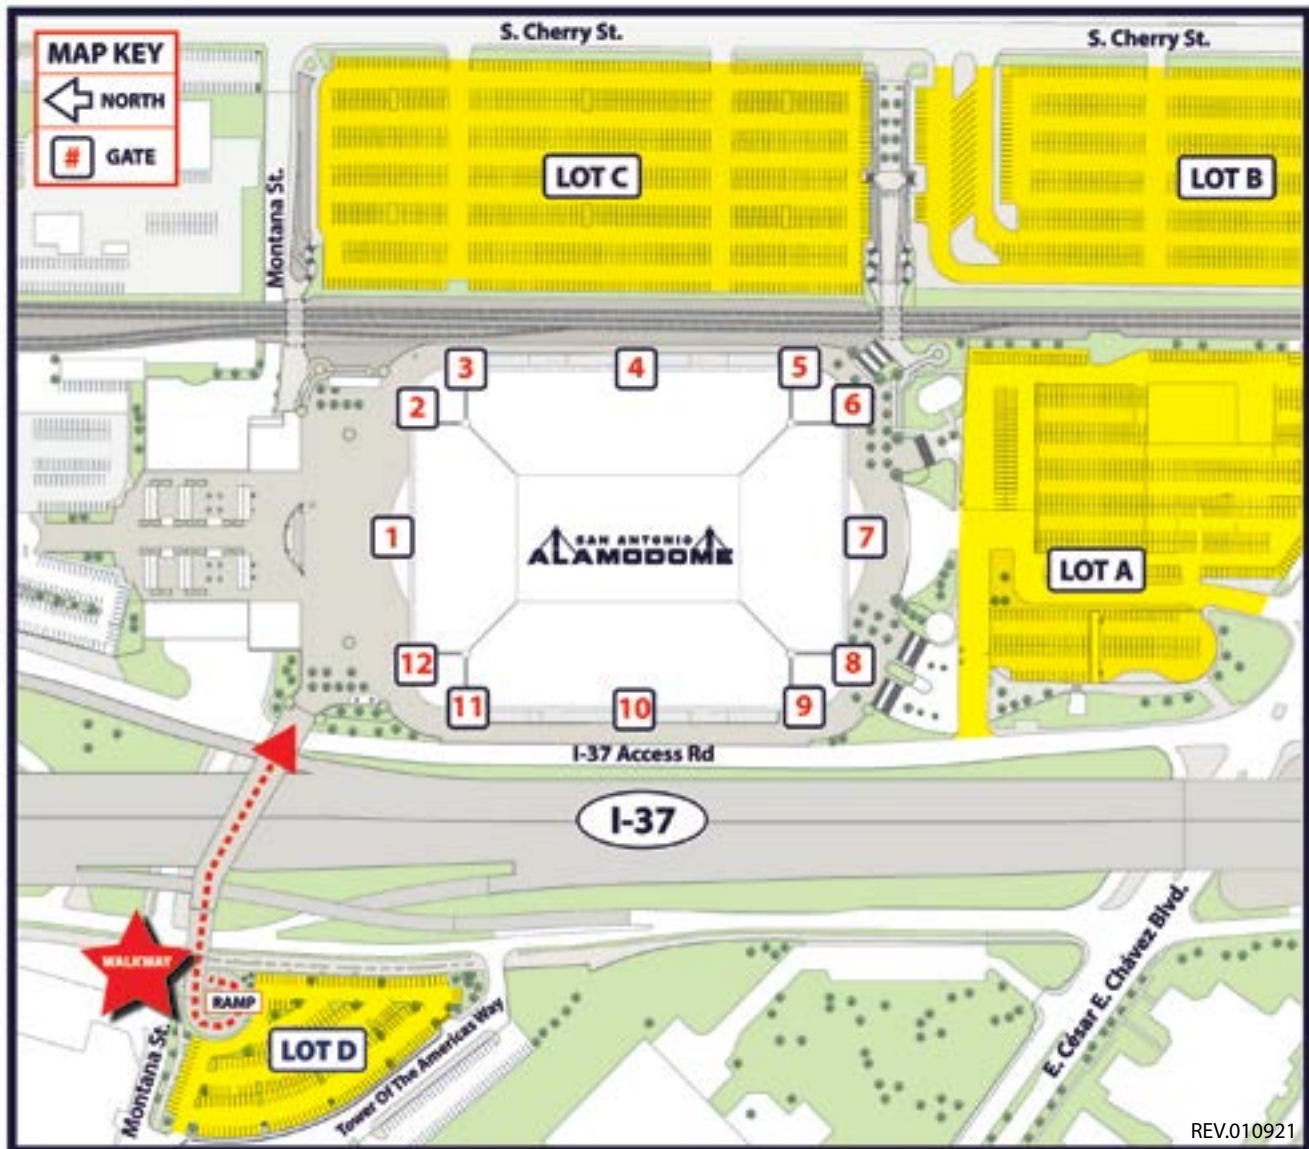 S. Cherry St.
S. Cherry St.
MAP KEY
NORTH
# GATE
LOT C
LOT B
Montana St.
3
4
5
2
6
1
SAN ANTONIO
ALAMODOME
7
LOT A
12
8
11
10
9
I-37 Access Rd
I-37
E. César E. Chávez Blvd.
WALKWAY
RAMP
LOT D
Tower Of The Americas Way
Montana St.
REV.010921